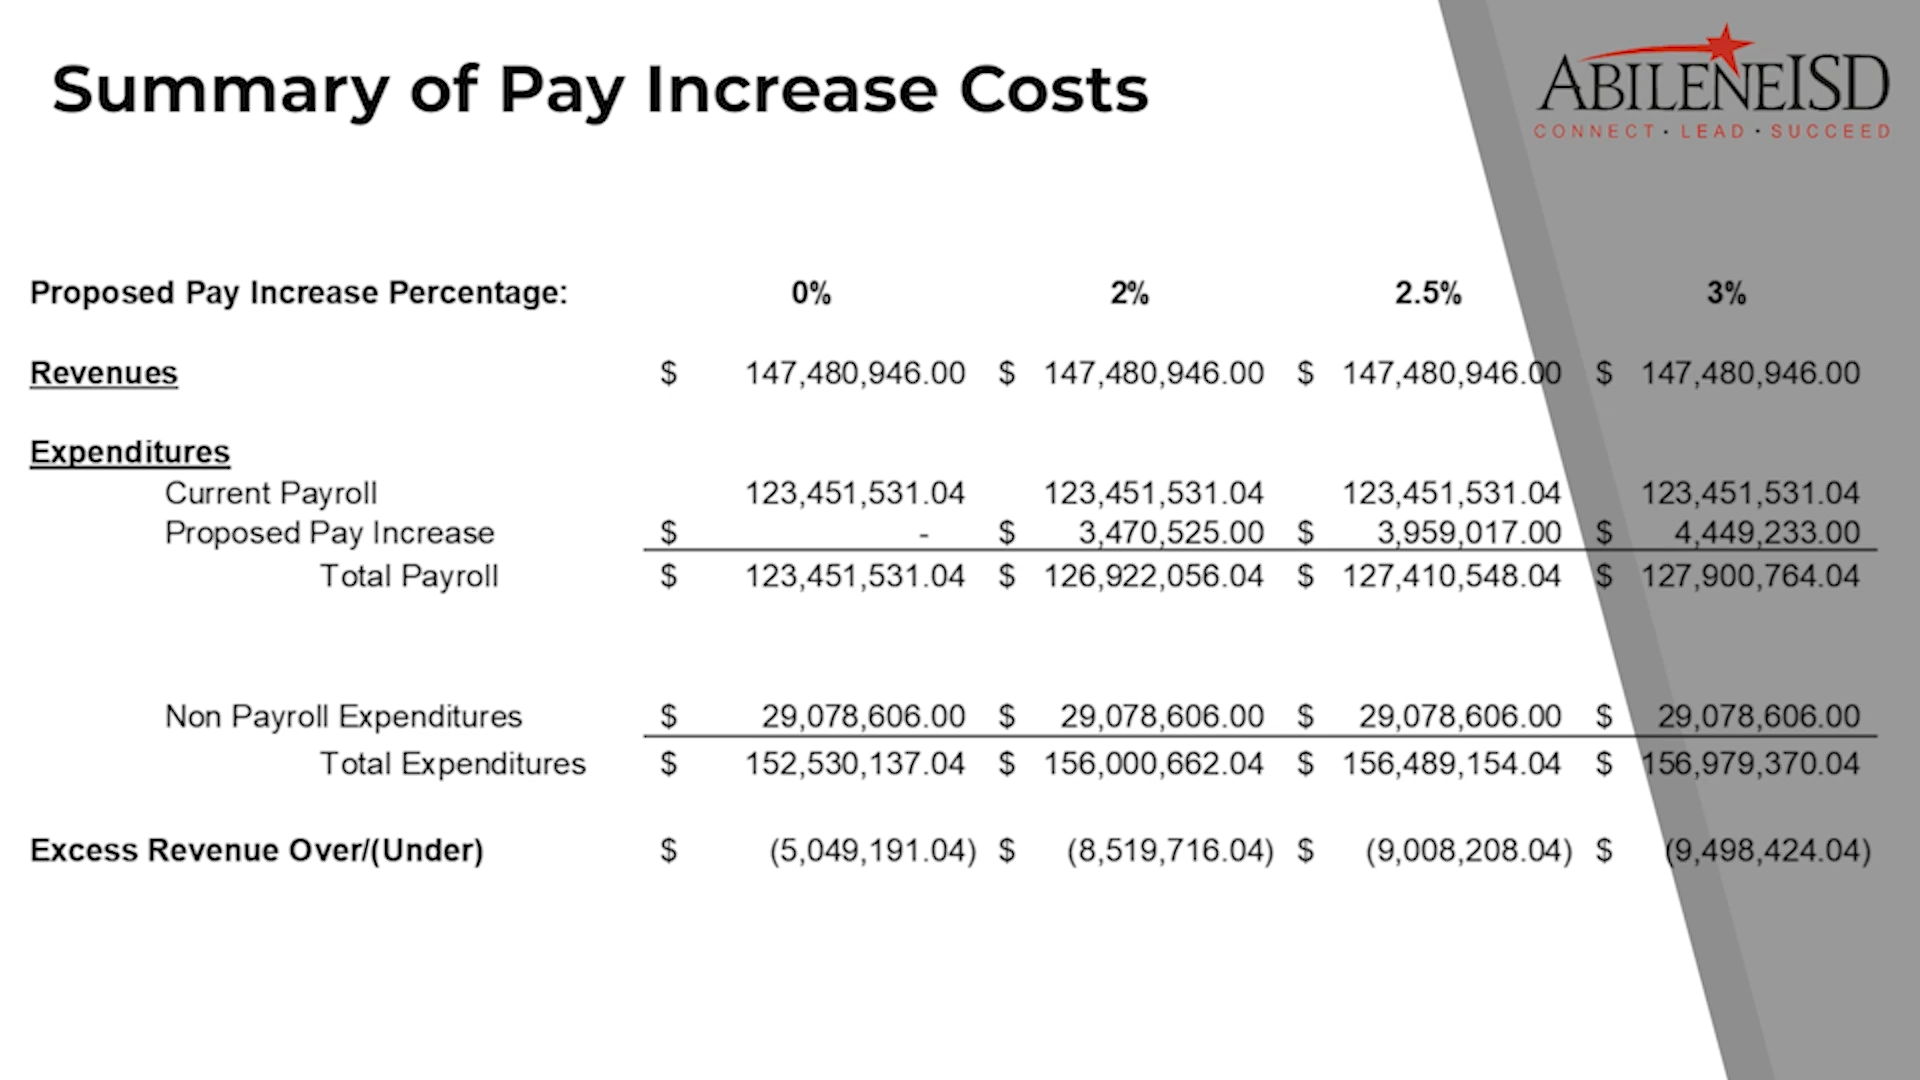 Summary of Pay Increase Costs
ABILENEISD
CONNECT · LEAD · SUCCEED
Proposed Pay Increase Percentage: 0% 2% 2.5% 3%
Revenues $ 147,480,946.00 $ 147,480,946.00 $ 147,480,946.00 $ 147,480,946.00
Expenditures
Current Payroll 123,451,531.04 123,451,531.04 123,451,531.04 123,451,531.04
Proposed Pay Increase $ - $ 3,470,525.00 $ 3,959,017.00 $ 4,449,233.00
Total Payroll $ 123,451,531.04 $ 126,922,056.04 $ 127,410,548.04 $ 127,900,764.04
Non Payroll Expenditures $ 29,078,606.00 $ 29,078,606.00 $ 29,078,606.00 $ 29,078,606.00
Total Expenditures $ 152,530,137.04 $ 156,000,662.04 $ 156,489,154.04 $ 156,979,370.04
Excess Revenue Over/(Under) $ (5,049,191.04) $ (8,519,716.04) $ (9,008,208.04) $ (9,498,424.04)